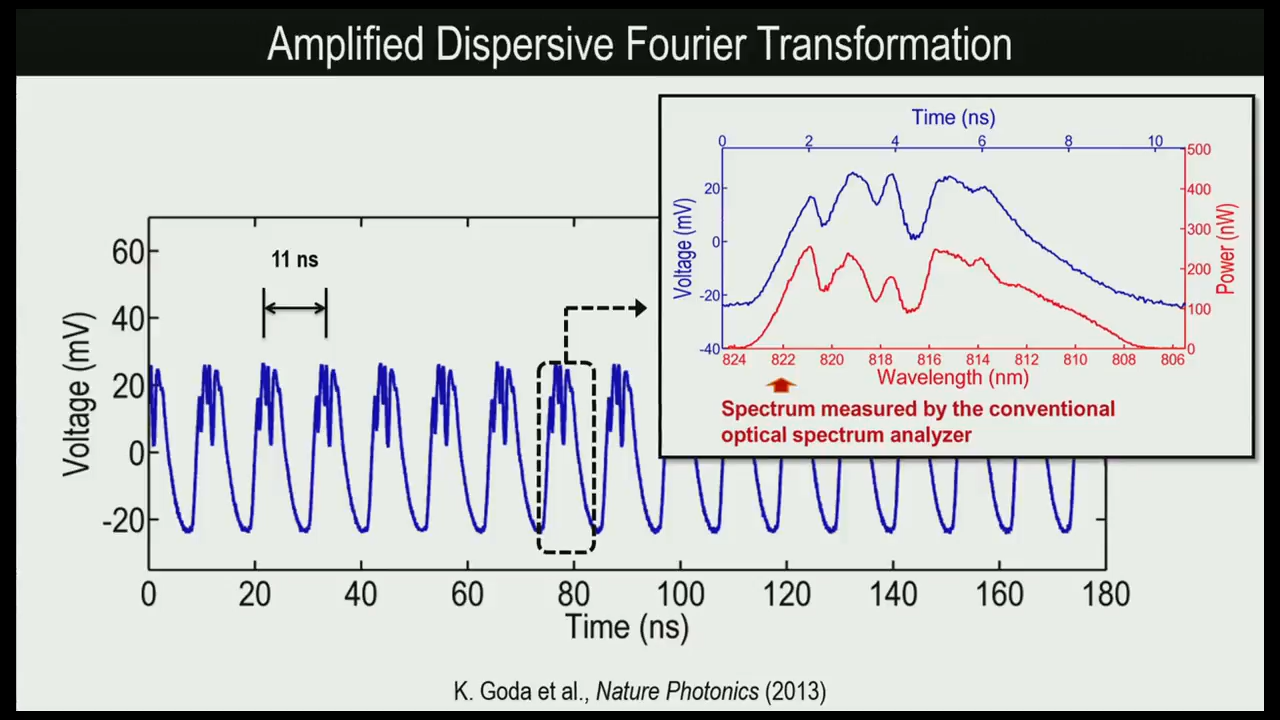 Amplified Dispersive Fourier Transformation
Time (ns)
0 2 4 6 8 10
20
0
-20
-40
Voltage (mV)
500
400
300
200
100
0
Power (nW)
824 822 820 818 816 814 812 810 808 806
Wavelength (nm)
Spectrum measured by the conventional
optical spectrum analyzer
11 ns
60
40
20
0
-20
Voltage (mV)
0 20 40 60 80 100 120 140 160 180
Time (ns)
K. Goda et al., Nature Photonics (2013)